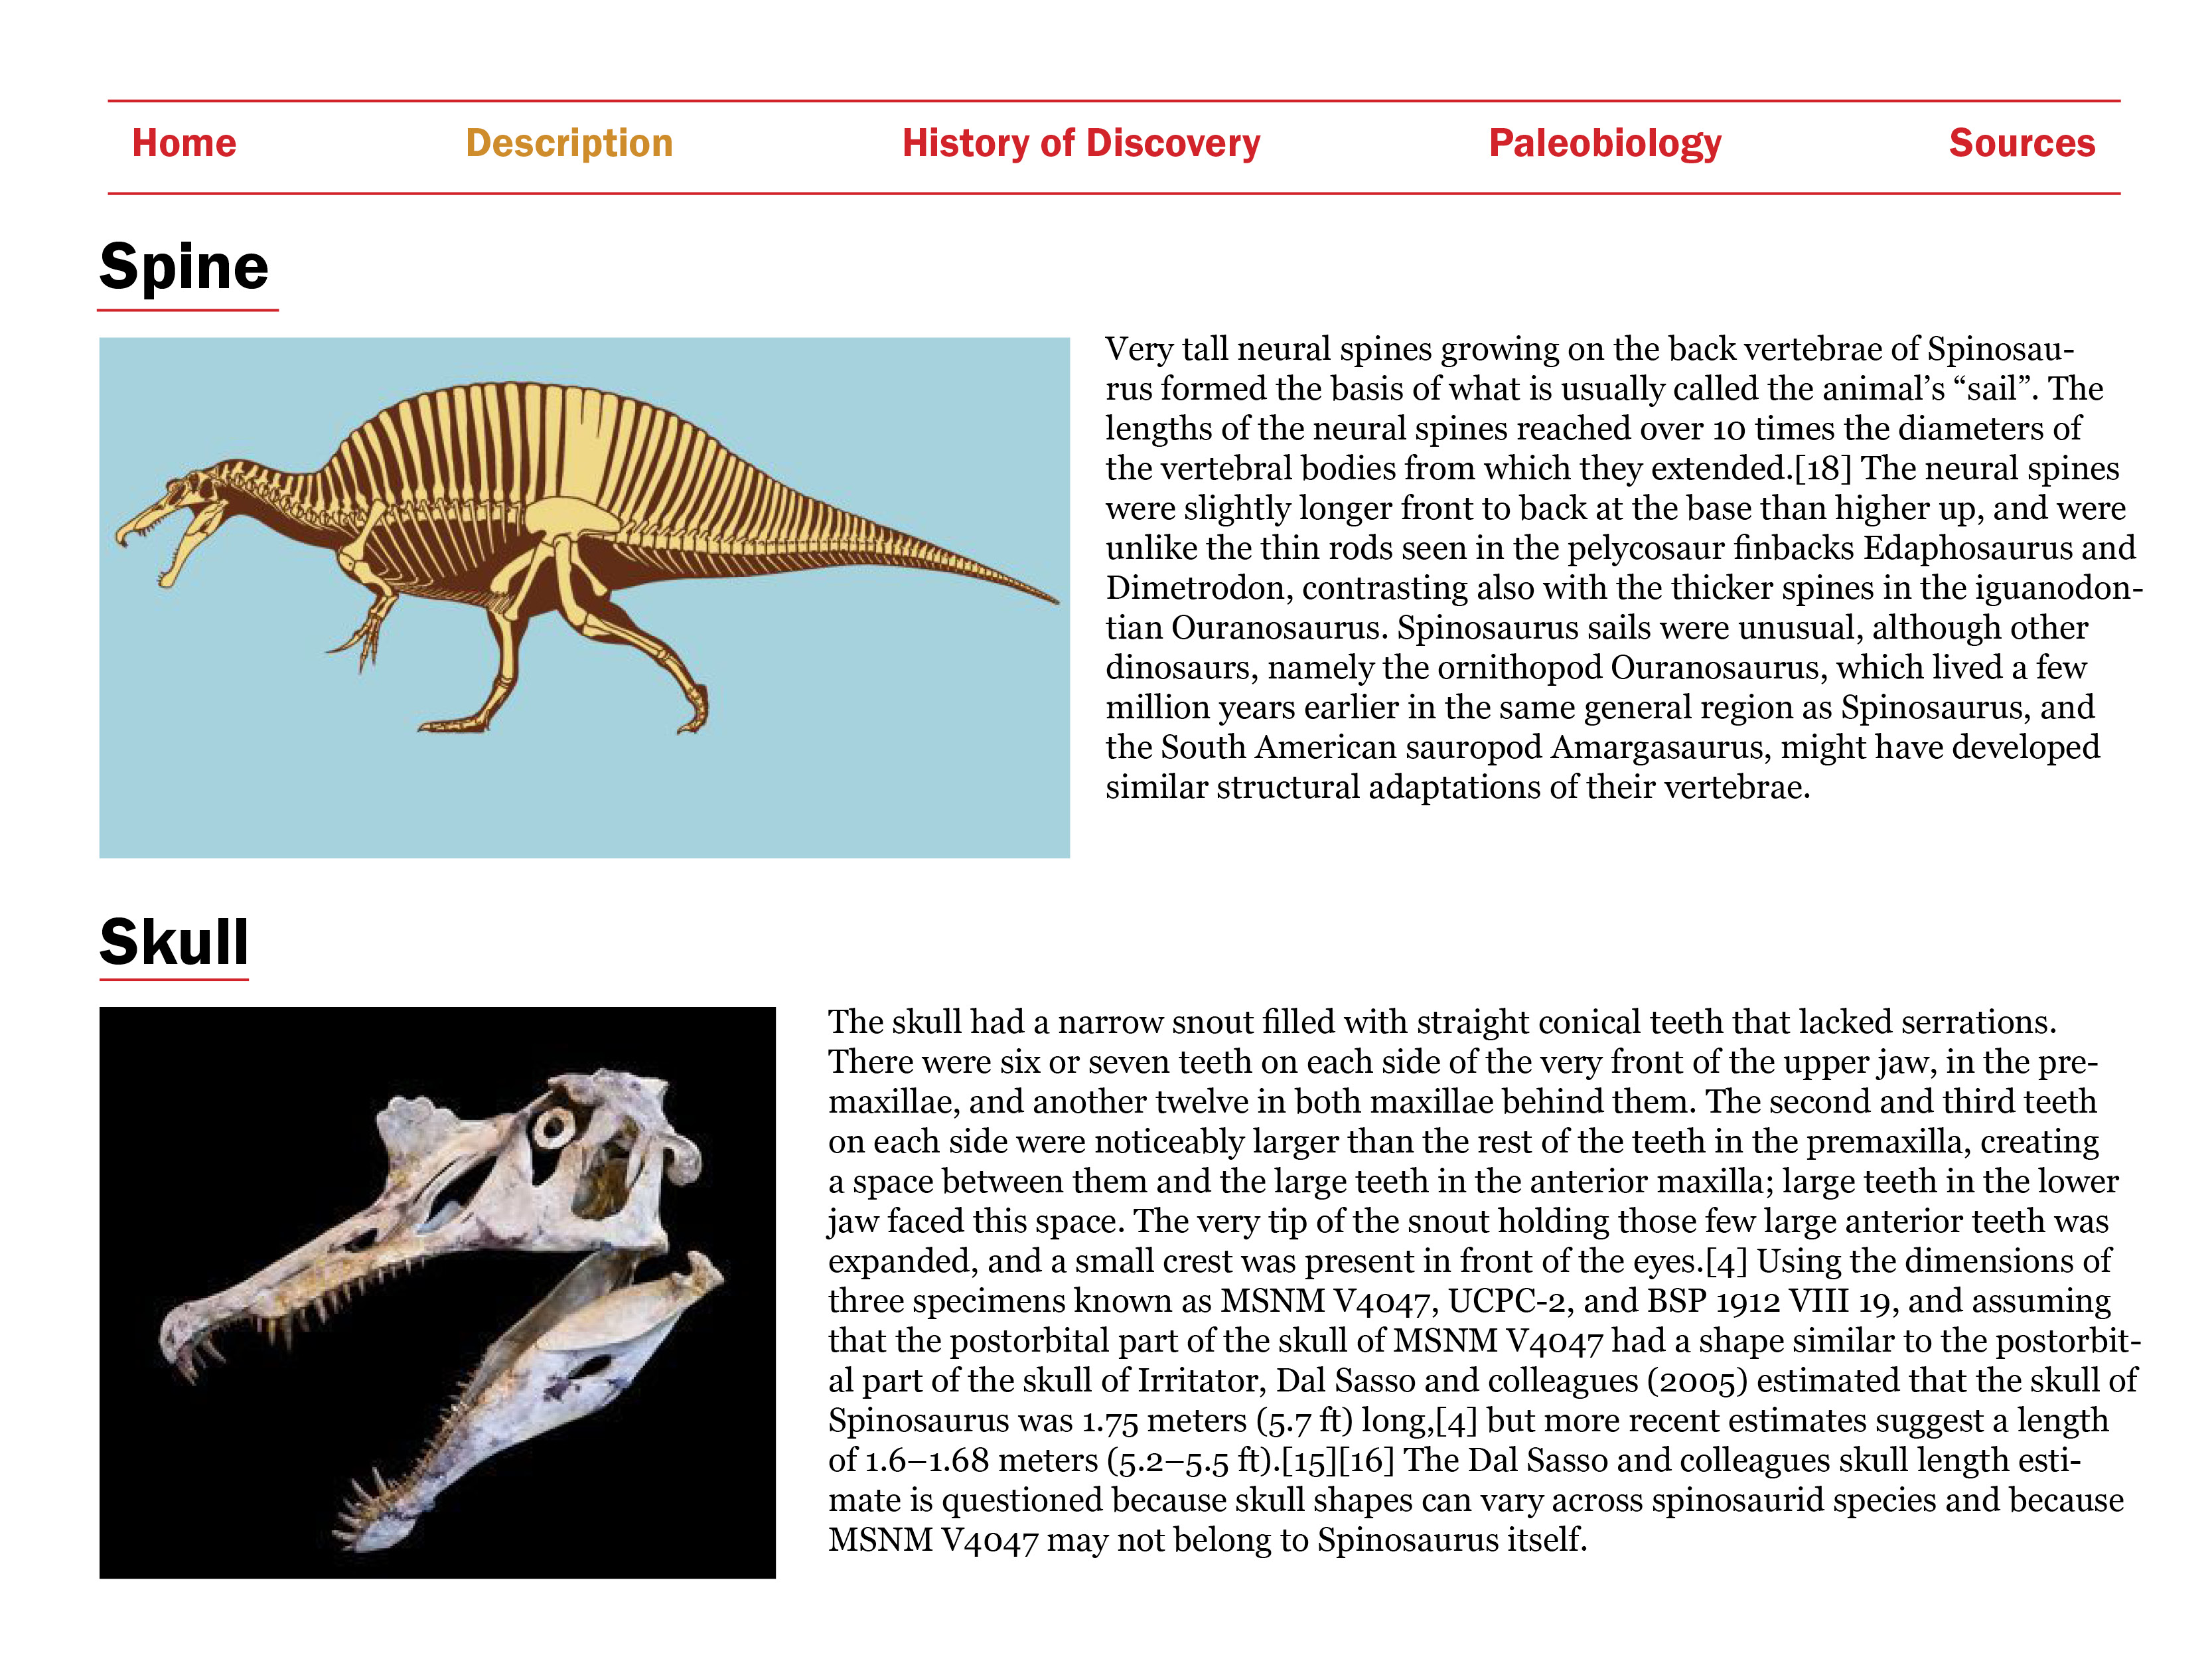 Home Description History of Discovery Paleobiology Sources
Spine
Very tall neural spines growing on the back vertebrae of Spinosau-
rus formed the basis of what is usually called the animal’s “sail”. The
lengths of the neural spines reached over 10 times the diameters of
the vertebral bodies from which they extended.[18] The neural spines
were slightly longer front to back at the base than higher up, and were
unlike the thin rods seen in the pelycosaur finbacks Edaphosaurus and
Dimetrodon, contrasting also with the thicker spines in the iguanodon-
tian Ouranosaurus. Spinosaurus sails were unusual, although other
dinosaurs, namely the ornithopod Ouranosaurus, which lived a few
million years earlier in the same general region as Spinosaurus, and
the South American sauropod Amargasaurus, might have developed
similar structural adaptations of their vertebrae.
Skull
The skull had a narrow snout filled with straight conical teeth that lacked serrations.
There were six or seven teeth on each side of the very front of the upper jaw, in the pre-
maxillae, and another twelve in both maxillae behind them. The second and third teeth
on each side were noticeably larger than the rest of the teeth in the premaxilla, creating
a space between them and the large teeth in the anterior maxilla; large teeth in the lower
jaw faced this space. The very tip of the snout holding those few large anterior teeth was
expanded, and a small crest was present in front of the eyes.[4] Using the dimensions of
three specimens known as MSNM V4047, UCPC-2, and BSP 1912 VIII 19, and assuming
that the postorbital part of the skull of MSNM V4047 had a shape similar to the postorbit-
al part of the skull of Irritator, Dal Sasso and colleagues (2005) estimated that the skull of
Spinosaurus was 1.75 meters (5.7 ft) long,[4] but more recent estimates suggest a length
of 1.6–1.68 meters (5.2–5.5 ft).[15][16] The Dal Sasso and colleagues skull length esti-
mate is questioned because skull shapes can vary across spinosaurid species and because
MSNM V4047 may not belong to Spinosaurus itself.